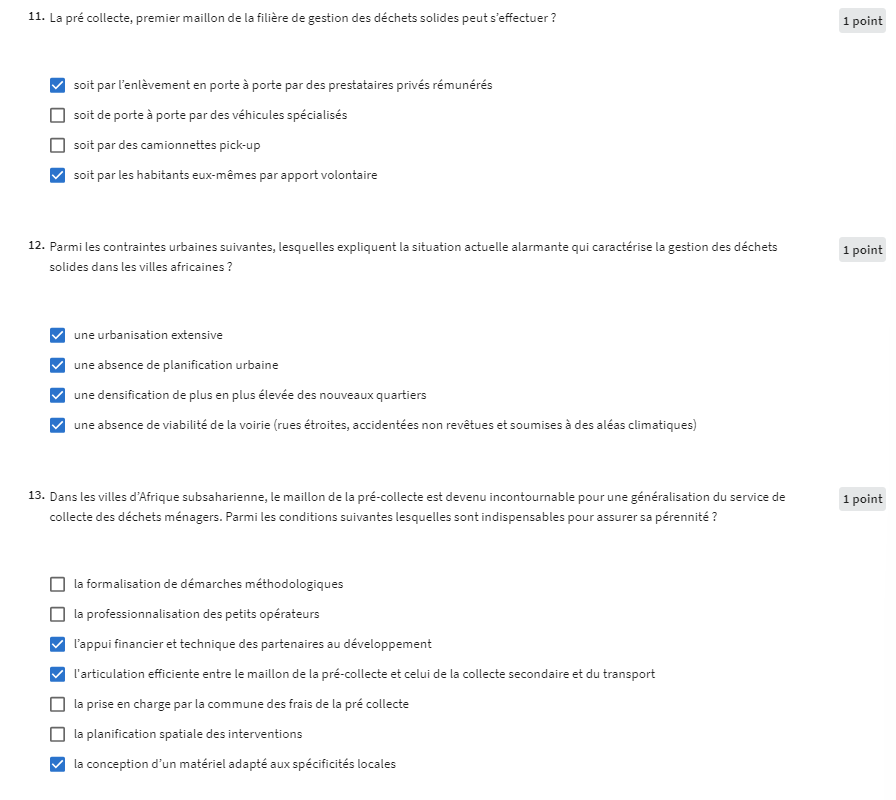 11. La pré collecte, premier maillon de la filière de gestion des déchets solides peut s'effectuer ?
1 point
soit par l'enlèvement en porte à porte par des prestataires privés rémunérés
soit de porte à porte par des véhicules spécialisés
soit par des camionnettes pick-up
soit par les habitants eux-mêmes par apport volontaire
12. Parmi les contraintes urbaines suivantes, lesquelles expliquent la situation actuelle alarmante qui caractérise la gestion des déchets
solides dans les villes africaines ?
1 point
une urbanisation extensive
une absence de planification urbaine
une densification de plus en plus élevée des nouveaux quartiers
une absence de viabilité de la voirie (rues étroites, accidentées non revêtues et soumises à des aléas climatiques)
13. Dans les villes d'Afrique subsaharienne, le maillon de la pré-collecte est devenu incontournable pour une généralisation du service de
collecte des déchets ménagers. Parmi les conditions suivantes lesquelles sont indispensables pour assurer sa pérennité ?
1 point
la formalisation de démarches méthodologiques
la professionnalisation des petits opérateurs
l'appui financier et technique des partenaires au développement
l'articulation efficiente entre le maillon de la pré-collecte et celui de la collecte secondaire et du transport
la prise en charge par la commune des frais de la pré collecte
la planification spatiale des interventions
la conception d'un matériel adapté aux spécificités locales